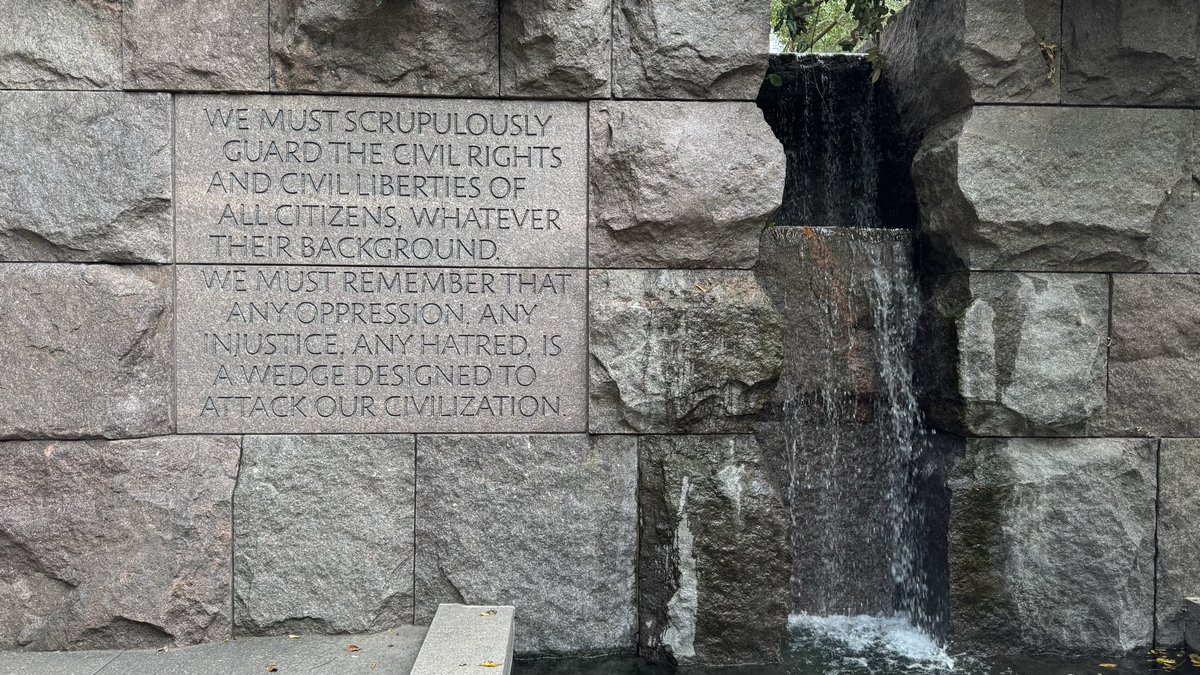 WE MUST SCRUPULOUSLY
GUARD THE CIVIL RIGHTS
AND CIVIL LIBERTIES OF
ALL CITIZENS, WHATEVER
THEIR BACKGROUND.
WE MUST REMEMBER THAT
ANY OPPRESSION, ANY
INJUSTICE, ANY HATRED, IS
A WEDGE DESIGNED TO
ATTACK OUR CIVILIZATION.